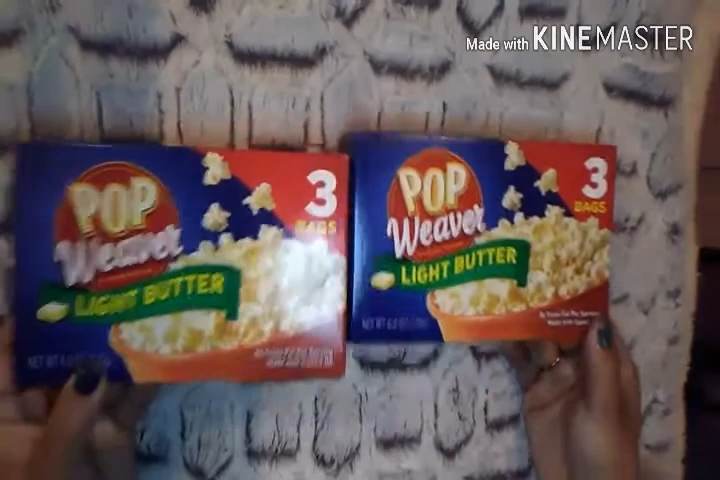 Made with KINEMASTER
POP
Weaver
LIGHT BUTTER
3
BAGS
POP
Weaver
LIGHT BUTTER
3
BAGS